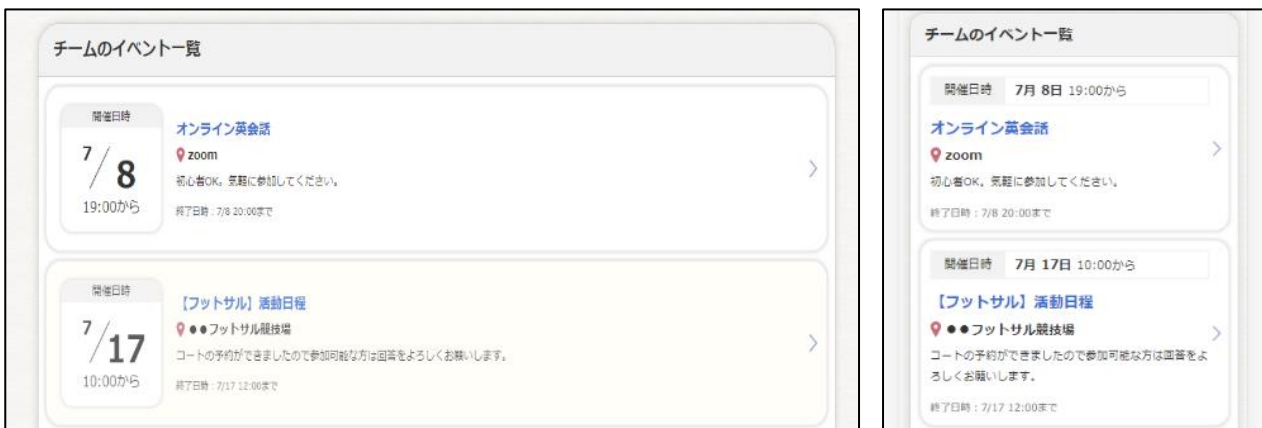 チームのイベント一覧
開催日時
7/8
19:00から
オンライン英会話
zoom
初心者OK。気軽に参加してください。
終了日時：7/8 20:00まで
開催日時
7/17
10:00から
【フットサル】活動日程
●●フットサル競技場
コートの予約ができましたので参加可能な方は回答をよろしくお願いします。
終了日時：7/17 12:00まで
チームのイベント一覧
開催日時 7月 8日 19:00から
オンライン英会話
zoom
初心者OK。気軽に参加してください。
終了日時：7/8 20:00まで
開催日時 7月 17日 10:00から
【フットサル】活動日程
●●フットサル競技場
コートの予約ができましたので参加可能な方は回答をよ
ろしくお願いします。
終了日時：7/17 12:00まで